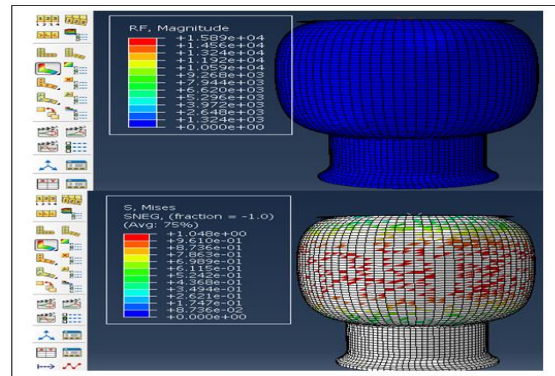 RF, Magnitude
+1.589e+04
+1.456e+04
+1.324e+04
+1.192e+04
+1.059e+04
+9.268e+03
+7.944e+03
+6.620e+03
+5.296e+03
+3.972e+03
+2.648e+03
+1.324e+03
+0.000e+00
S, Mises
SNEG, (fraction = -1.0)
(Avg: 75%)
+1.048e+00
+9.610e-01
+8.736e-01
+7.863e-01
+6.989e-01
+6.115e-01
+5.242e-01
+4.368e-01
+3.494e-01
+2.621e-01
+1.747e-01
+8.736e-02
+0.000e+00